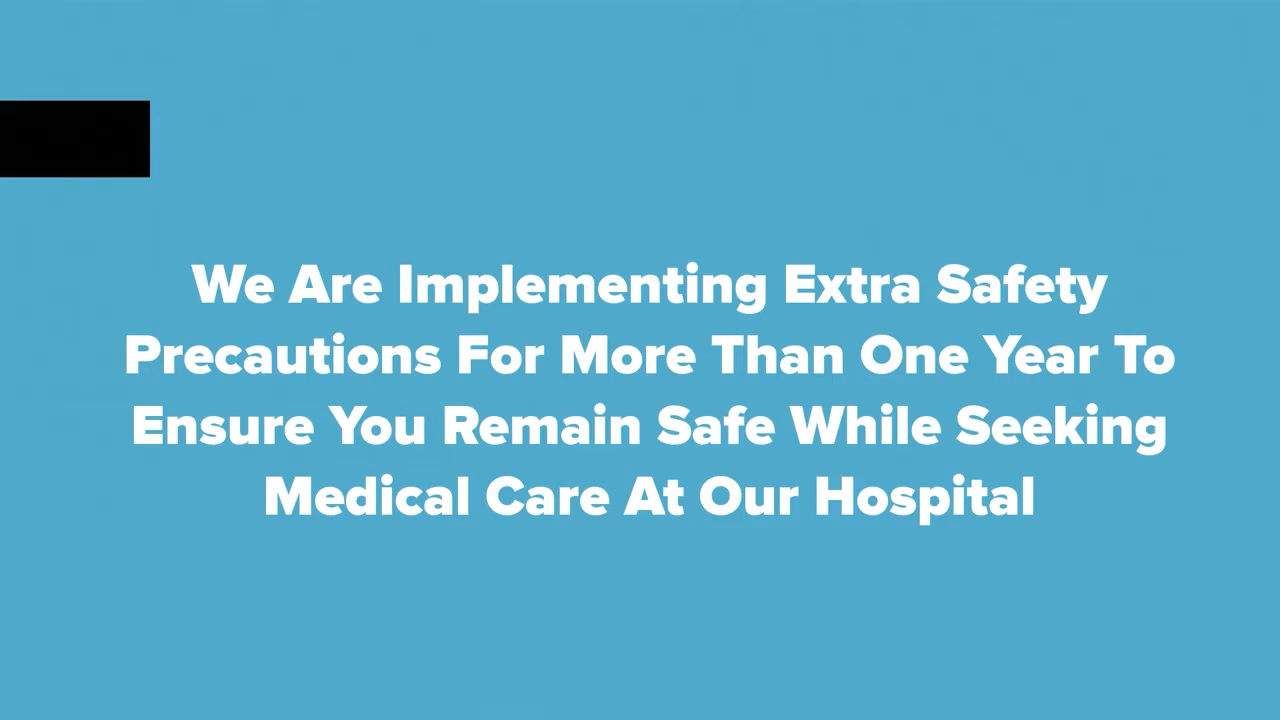 We Are Implementing Extra Safety
Precautions For More Than One Year To
Ensure You Remain Safe While Seeking
Medical Care At Our Hospital